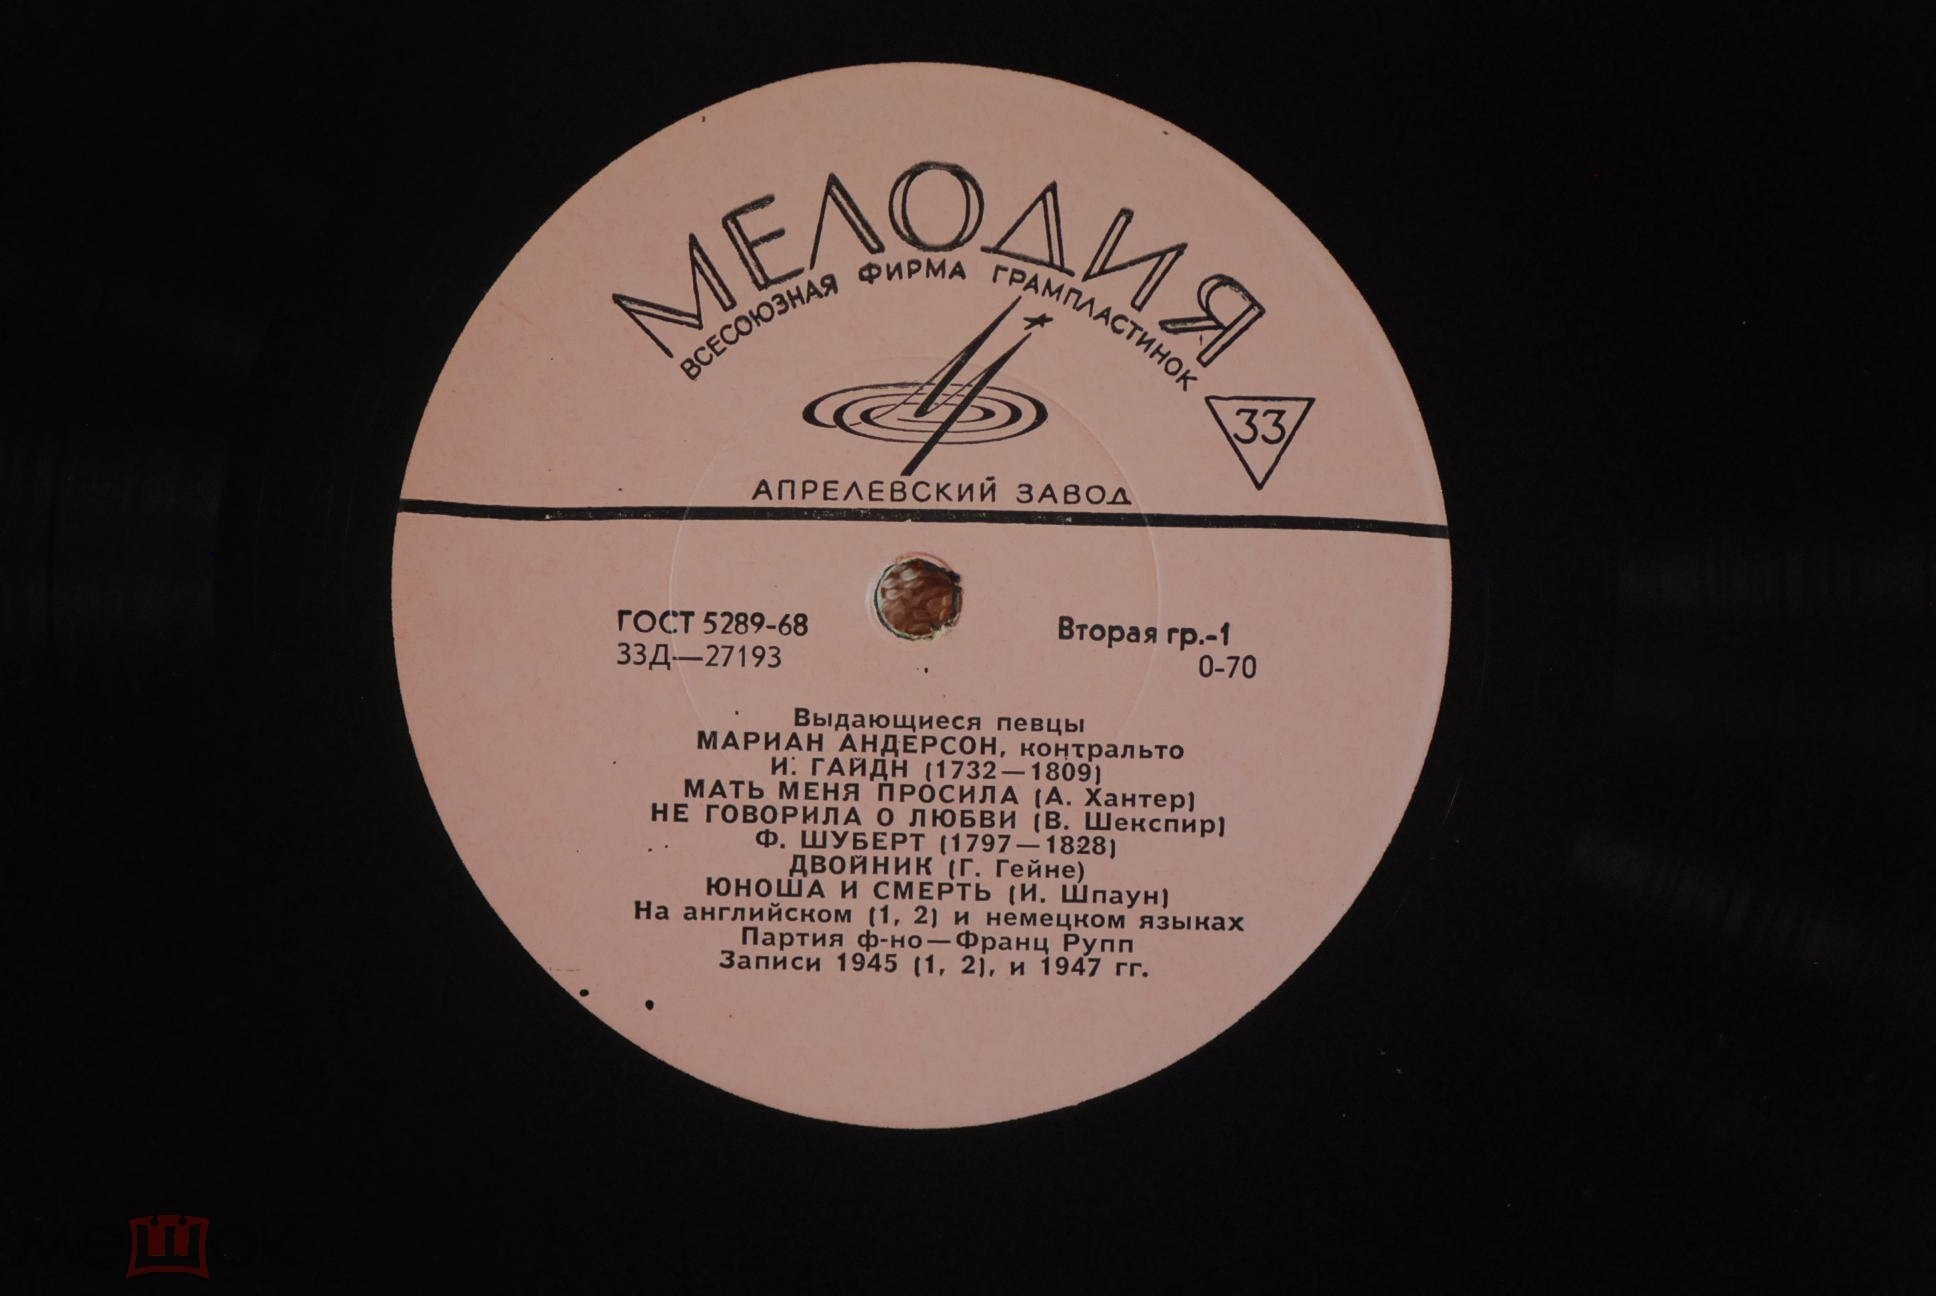 МЕЛОДИЯ
ВСЕСОЮЗНАЯ ФИРМА ГРАМПЛАСТИНОК
33
АПРЕЛЕВСКИЙ ЗАВОД
ГОСТ 5289-68
Вторая гр.-1
33Д—27193
0-70
Выдающиеся певцы
МАРИАН АНДЕРСОН, контральто
И. ГАЙДН (1732—1809)
МАТЬ МЕНЯ ПРОСИЛА (А. Хантер)
НЕ ГОВОРИЛА О ЛЮБВИ (В. Шекспир)
Ф. ШУБЕРТ (1797—1828)
ДВОЙНИК (Г. Гейне)
ЮНОША И СМЕРТЬ (И. Шпаун)
На английском (1, 2) и немецком языках
Партия ф-но—Франц Рупп
Записи 1945 (1, 2), и 1947 гг.
мешок